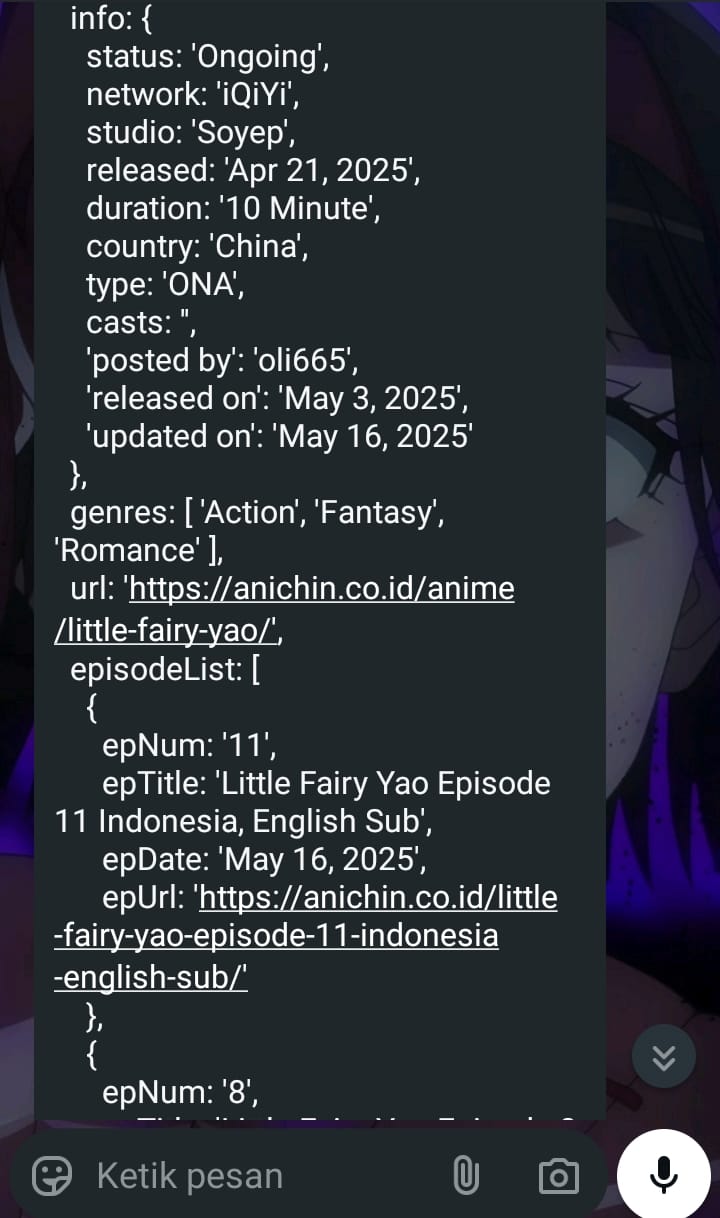 info: {
status: 'Ongoing',
network: 'iQiYi',
studio: 'Soyep',
released: 'Apr 21, 2025',
duration: '10 Minute',
country: 'China',
type: 'ONA',
casts: '',
'posted by': 'oli665',
'released on': 'May 3, 2025',
'updated on': 'May 16, 2025'
},
genres: [ 'Action', 'Fantasy',
'Romance' ],
url: 'https://anichin.co.id/anime
/little-fairy-yao/',
episodeList: [
{
epNum: '11',
epTitle: 'Little Fairy Yao Episode
11 Indonesia, English Sub',
epDate: 'May 16, 2025',
epUrl: 'https://anichin.co.id/little
-fairy-yao-episode-11-indonesia
-english-sub/'
},
{
epNum: '8',
Ketik pesan